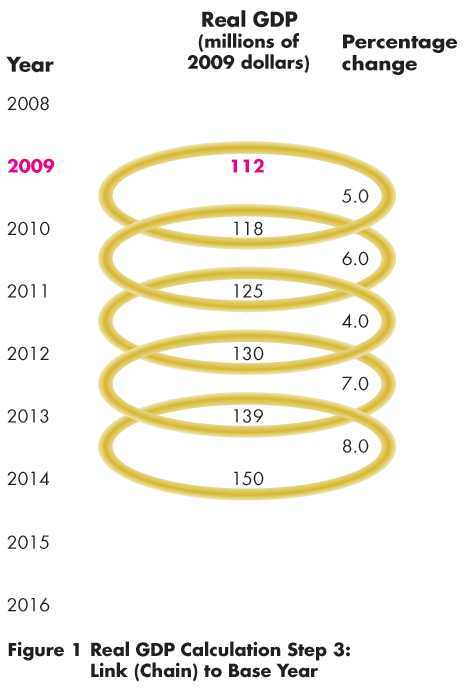 Real GDP
(millions of
2009 dollars)
Percentage
change
Year
2008
2009 112
5.0
2010 118
6.0
2011 125
4.0
2012 130
7.0
2013 139
8.0
2014 150
2015
2016
Figure 1 Real GDP Calculation Step 3:
Link (Chain) to Base Year